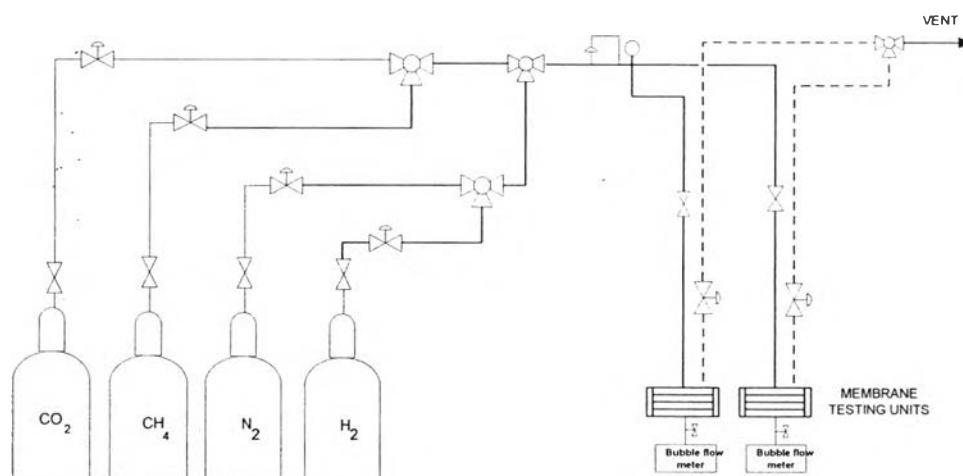 VENT
CO2
CH4
N2
H2
MEMBRANE
TESTING UNITS
Bubble flow
meter
Bubble flow
meter